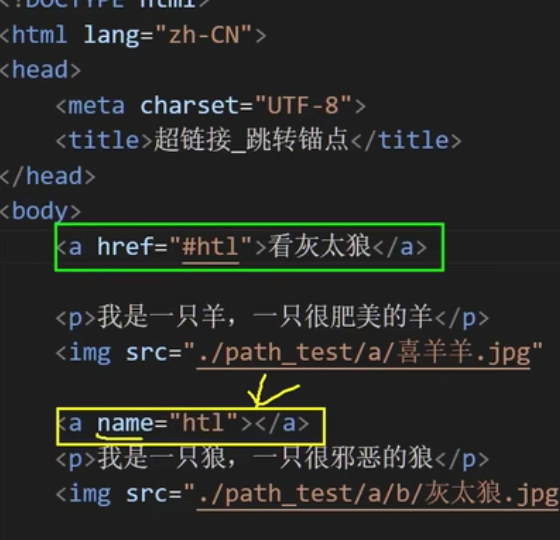 <!DOCTYPE html>
<html lang="zh-CN">
<head>
<meta charset="UTF-8">
<title>超链接_跳转锚点</title>
</head>
<body>
<a href="#htl">看灰太狼</a>
<p>我是一只羊，一只很肥美的羊</p>
<img src="./path_test/a/喜羊羊.jpg"
<a name="htl"></a>
<p>我是一只狼，一只很邪恶的狼</p>
<img src="./path_test/a/b/灰太狼.jpg